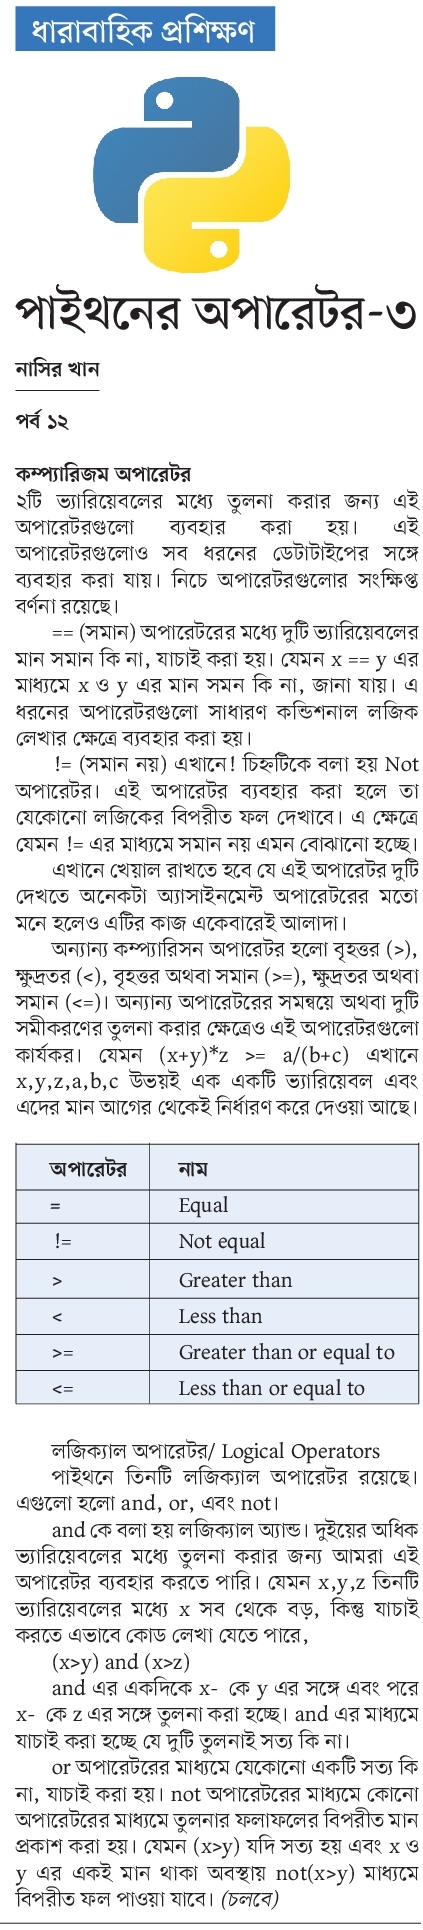 ধারাবাহিক প্রশিক্ষণ
পাইথনের অপারেটর-৩
নাসির খান
পর্ব ১২
কম্প্যারিজম অপারেটর
২টি ভ্যারিয়েবলের মধ্যে তুলনা করার জন্য এই
অপারেটরগুলো ব্যবহার করা হয়। এই
অপারেটরগুলোও সব ধরনের ডেটাটাইপের সঙ্গে
ব্যবহার করা যায়। নিচে অপারেটরগুলোর সংক্ষিপ্ত
বর্ণনা রয়েছে।
== (সমান) অপারেটরের মধ্যে দুটি ভ্যারিয়েবলের
মান সমান কি না, যাচাই করা হয়। যেমন x == y এর
মাধ্যমে x ও y এর মান সমন কি না, জানা যায়। এ
ধরনের অপারেটরগুলো সাধারণ কন্ডিশনাল লজিক
লেখার ক্ষেত্রে ব্যবহার করা হয়।
!= (সমান নয়) এখানে! চিহ্নটিকে বলা হয় Not
অপারেটর। এই অপারেটর ব্যবহার করা হলে তা
যেকোনো লজিকের বিপরীত ফল দেখাবে। এ ক্ষেত্রে
যেমন != এর মাধ্যমে সমান নয় এমন বোঝানো হচ্ছে।
এখানে খেয়াল রাখতে হবে যে এই অপারেটর দুটি
দেখতে অনেকটা অ্যাসাইনমেন্ট অপারেটরের মতো
মনে হলেও এটির কাজ একেবারেই আলাদা।
অন্যান্য কম্প্যারিসন অপারেটর হলো বৃহত্তর (>),
ক্ষুদ্রতর (<), বৃহত্তর অথবা সমান (>=), ক্ষুদ্রতর অথবা
সমান (<=)। অন্যান্য অপারেটরের সমন্বয়ে অথবা দুটি
সমীকরণের তুলনা করার ক্ষেত্রেও এই অপারেটরগুলো
কার্যকর। যেমন (x+y)*z >= a/(b+c) এখানে
x,y,z,a,b,c উভয়ই এক একটি ভ্যারিয়েবল এবং
এদের মান আগের থেকেই নির্ধারণ করে দেওয়া আছে।
অপারেটর নাম
= Equal
!= Not equal
> Greater than
< Less than
>= Greater than or equal to
<= Less than or equal to
লজিক্যাল অপারেটর/ Logical Operators
পাইথনে তিনটি লজিক্যাল অপারেটর রয়েছে।
এগুলো হলো and, or, এবং not।
and কে বলা হয় লজিক্যাল অ্যান্ড। দুইয়ের অধিক
ভ্যারিয়েবলের মধ্যে তুলনা করার জন্য আমরা এই
অপারেটর ব্যবহার করতে পারি। যেমন x,y,z তিনটি
ভ্যারিয়েবলের মধ্যে x সব থেকে বড়, কিন্তু যাচাই
করতে এভাবে কোড লেখা যেতে পারে,
(x>y) and (x>z)
and এর একদিকে x- কে y এর সঙ্গে এবং পরে
x- কে z এর সঙ্গে তুলনা করা হচ্ছে। and এর মাধ্যমে
যাচাই করা হচ্ছে যে দুটি তুলনাই সত্য কি না।
or অপারেটরের মাধ্যমে যেকোনো একটি সত্য কি
না, যাচাই করা হয়। not অপারেটরের মাধ্যমে কোনো
অপারেটরের মাধ্যমে তুলনার ফলাফলের বিপরীত মান
প্রকাশ করা হয়। যেমন (x>y) যদি সত্য হয় এবং x ও
y এর একই মান থাকা অবস্থায় not(x>y) মাধ্যমে
বিপরীত ফল পাওয়া যাবে। (চলবে)